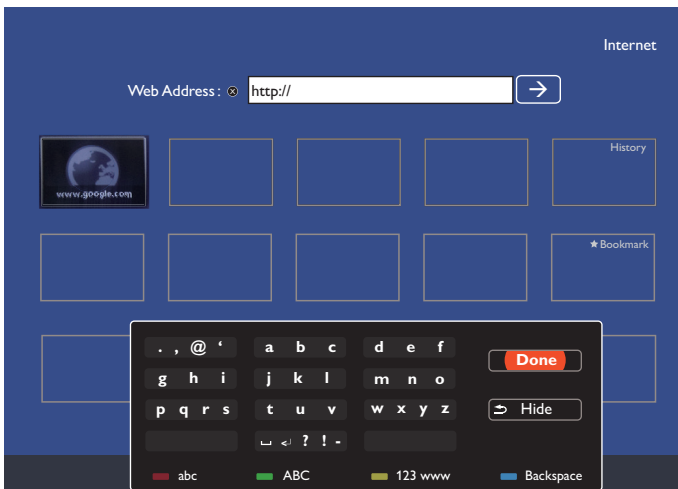 Internet
Web Address : ⓧ http:// →
www.google.com
History
★ Bookmark
. , @ ‘ a b c d e f
Done
g h i j k l m n o
p q r s t u v w x y z
Hide
␣ ↵ ? ! -
abc ABC 123 www Backspace